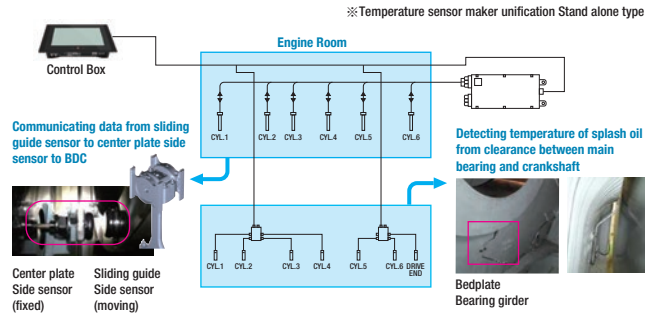 ※Temperature sensor maker unification Stand alone type
Engine Room
Control Box
CYL.1 CYL.2 CYL.3 CYL.4 CYL.5 CYL.6
Communicating data from sliding
guide sensor to center plate side
sensor to BDC
Detecting temperature of splash oil
from clearance between main
bearing and crankshaft
CYL.1 CYL.2 CYL.3 CYL.4 CYL.5 CYL.6 DRIVE
END
Center plate
Side sensor
(fixed)
Sliding guide
Side sensor
(moving)
Bedplate
Bearing girder